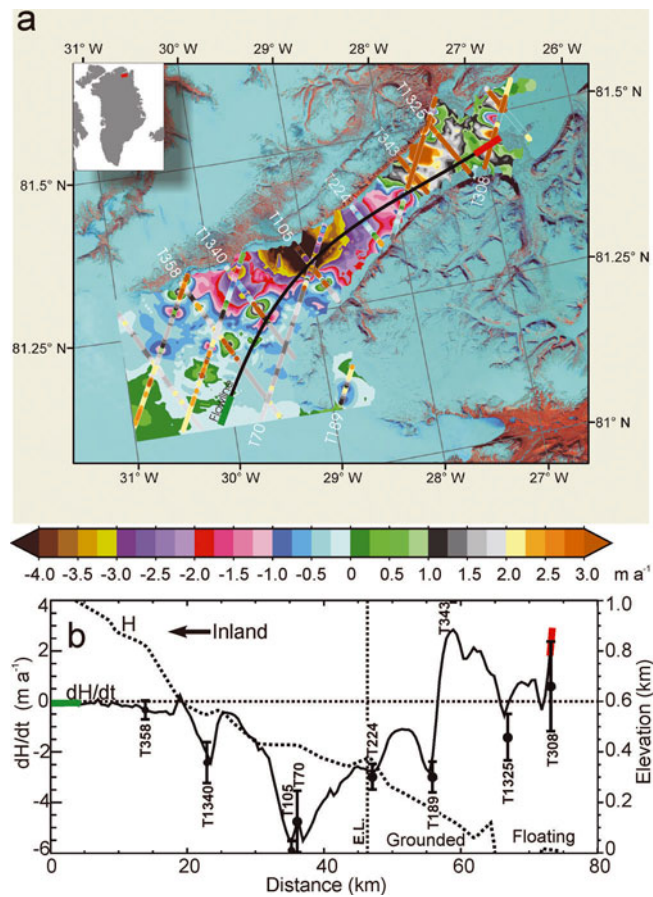 a
31° W 30° W 29° W 28° W 27° W 26° W
81.5° N
T1325
T343
81.5° N
T308
T224
T105
T1340
T358
81.25° N
81.25° N
Flowline
T70
T189
81° N
31° W 30° W 29° W 28° W 27° W 26° W
-4.0 -3.5 -3.0 -2.5 -2.0 -1.5 -1.0 -0.5 0 0.5 1.0 1.5 2.0 2.5 3.0 m a⁻¹
b
H
Inland
T343
dH/dt
T358
T1340
T105
T70
E.L.
T224
T189
T1325
T308
Grounded
Floating
4
2
0
-2
-4
-6
dH/dt (m a⁻¹)
1.0
0.8
0.6
0.4
0.2
0
Elevation (km)
0 20 40 60 80
Distance (km)